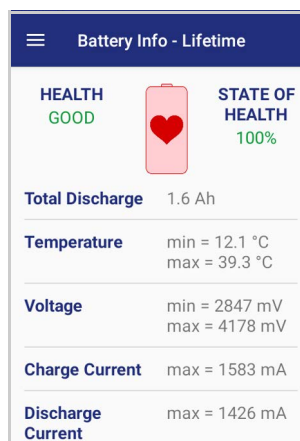 Battery Info - Lifetime
HEALTH
GOOD
STATE OF
HEALTH
100%
Total Discharge 1.6 Ah
Temperature min = 12.1 °C
max = 39.3 °C
Voltage min = 2847 mV
max = 4178 mV
Charge Current max = 1583 mA
Discharge max = 1426 mA
Current